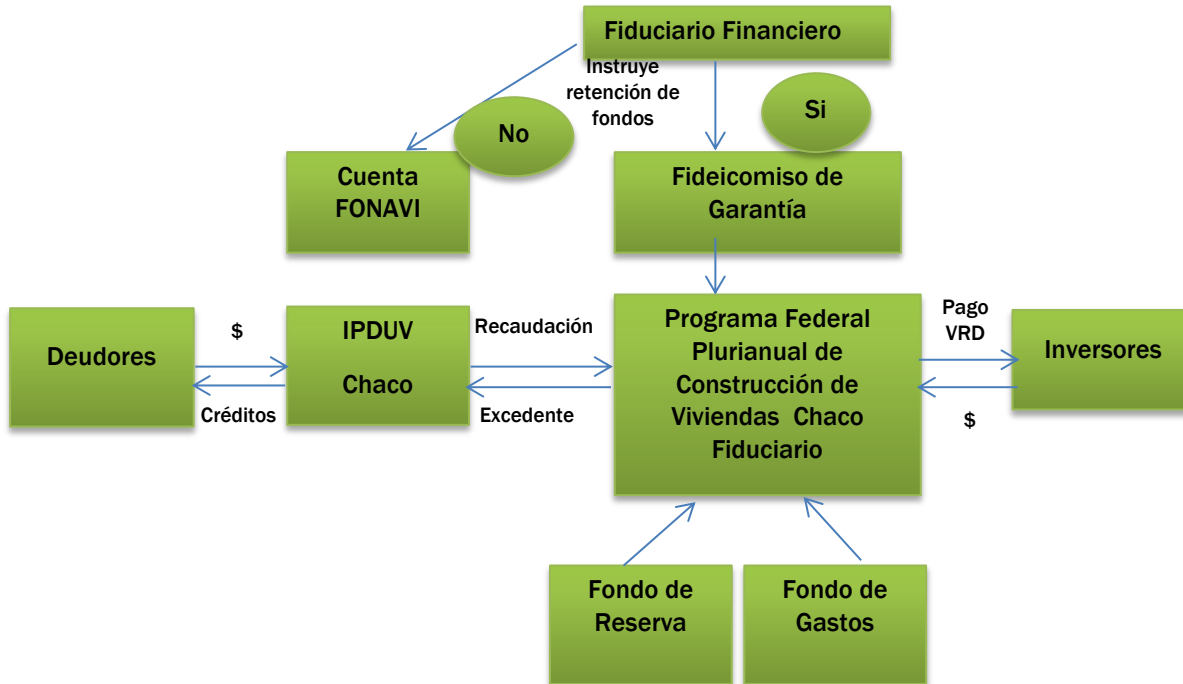 Fiduciario Financiero
Instruye
retención de
fondos
No
Si
Cuenta
FONAVI
Fideicomiso de
Garantía
Deudores
$
Créditos
IPDUV
Chaco
Recaudación
Excedente
Programa Federal
Plurianual de
Construcción de
Viviendas Chaco
Fiduciario
Pago
VRD
$
Inversores
Fondo de
Reserva
Fondo de
Gastos